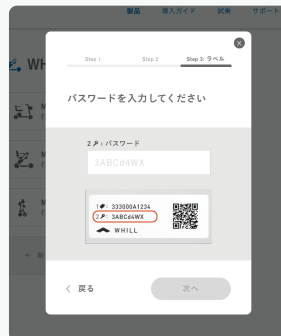 製品 導入ガイド 試乗 サポート
WH
Step 1 Step 2 Step 3: ラベル
パスワードを入力してください
2 : パスワード
3ABCd4WX
1 : 333000A1234
2 : 3ABCd4WX
WHILL
戻る 次へ